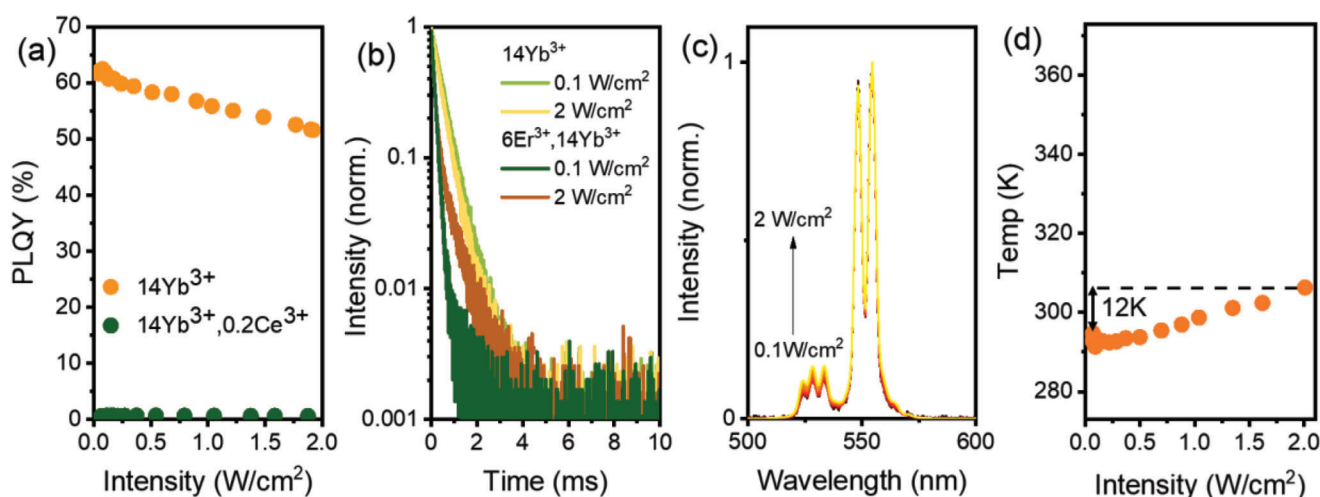 (a)
70
60
50
40
30
20
10
0
PLQY (%)
14Yb³⁺
14Yb³⁺,0.2Ce³⁺
0.0 0.5 1.0 1.5 2.0
Intensity (W/cm²)
(b)
1
0.1
0.01
0.001
Intensity (norm.)
14Yb³⁺
0.1 W/cm²
2 W/cm²
6Er³⁺,14Yb³⁺
0.1 W/cm²
2 W/cm²
0 2 4 6 8 10
Time (ms)
(c)
1
0
Intensity (norm.)
2 W/cm²
0.1W/cm²
500 550 600
Wavelength (nm)
(d)
360
340
320
300
280
Temp (K)
12K
0.0 0.5 1.0 1.5 2.0
Intensity (W/cm²)